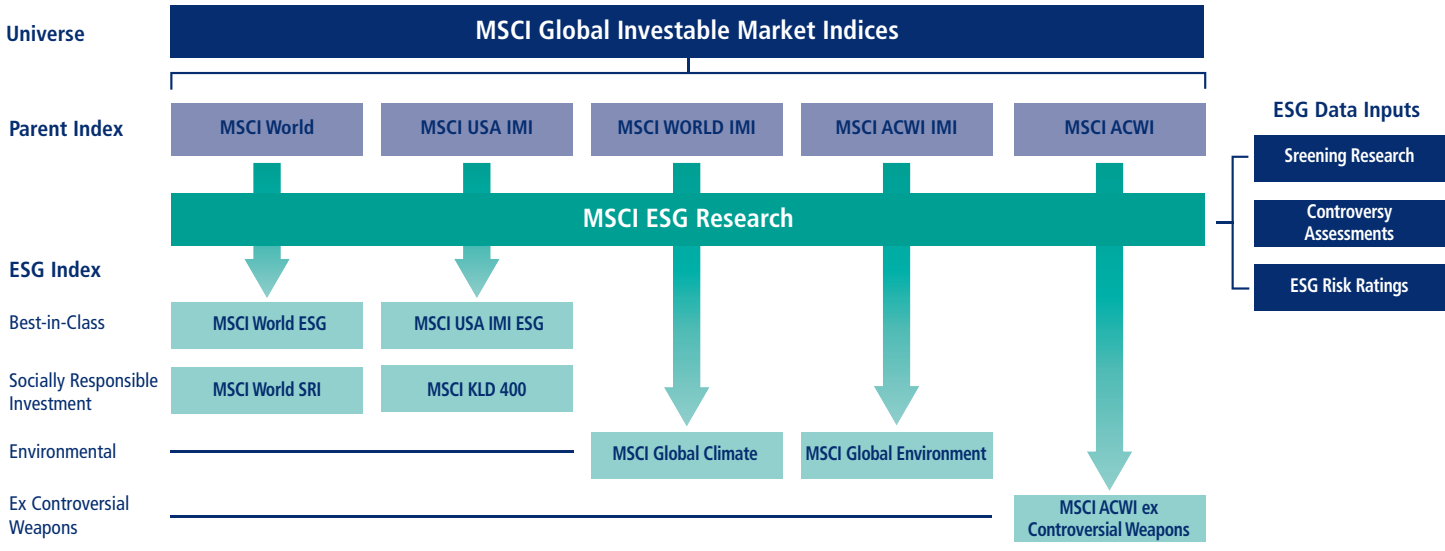 Universe
MSCI Global Investable Market Indices
Parent Index
MSCI World
MSCI USA IMI
MSCI WORLD IMI
MSCI ACWI IMI
MSCI ACWI
ESG Data Inputs
Sreening Research
Controversy
Assessments
ESG Risk Ratings
MSCI ESG Research
ESG Index
Best-in-Class
MSCI World ESG
MSCI USA IMI ESG
Socially Responsible
Investment
MSCI World SRI
MSCI KLD 400
Environmental
MSCI Global Climate
MSCI Global Environment
Ex Controversial
Weapons
MSCI ACWI ex
Controversial Weapons